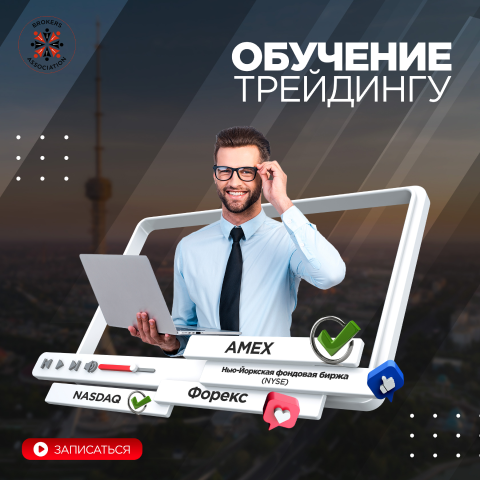 BROKERS
ASSOCIATION
ОБУЧЕНИЕ
ТРЕЙДИНГУ
AMEX
Нью-Йоркская фондовая биржа
(NYSE)
NASDAQ
Форекс
ЗАПИСАТЬСЯ